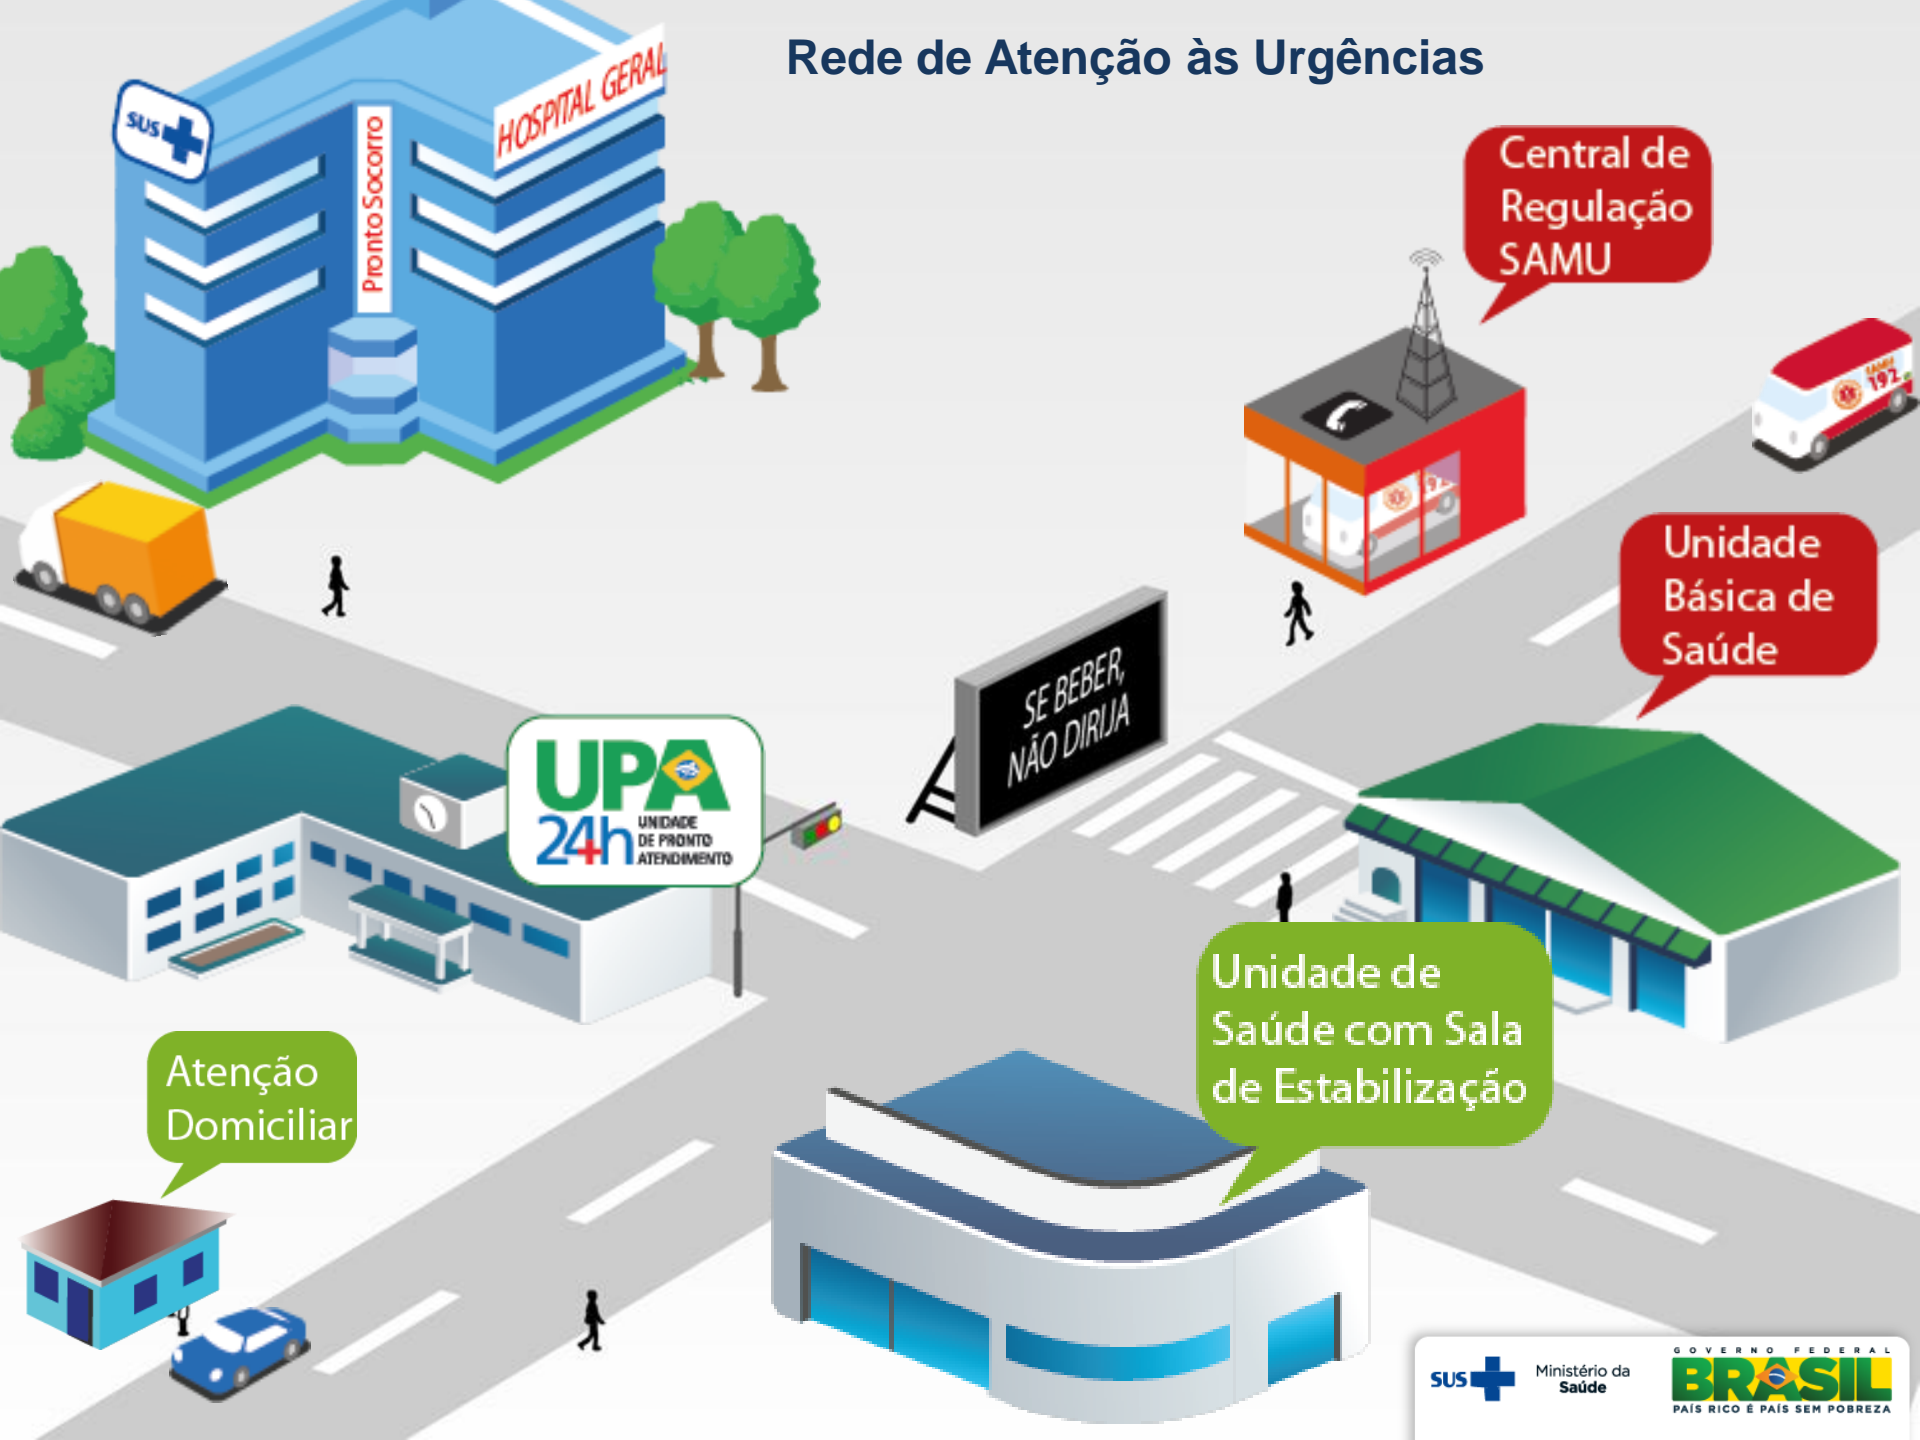 Rede de Atenção às Urgências
SUS
Pronto Socorro
HOSPITAL GERAL
Central de
Regulação
SAMU
SAMU
192
192
Unidade
Básica de
Saúde
SE BEBER,
NÃO DIRIJA
UPA
24h
UNIDADE
DE PRONTO
ATENDIMENTO
Unidade de
Saúde com Sala
de Estabilização
Atenção
Domiciliar
SUS
Ministério da
Saúde
GOVERNO FEDERAL
BRASIL
PAÍS RICO É PAÍS SEM POBREZA